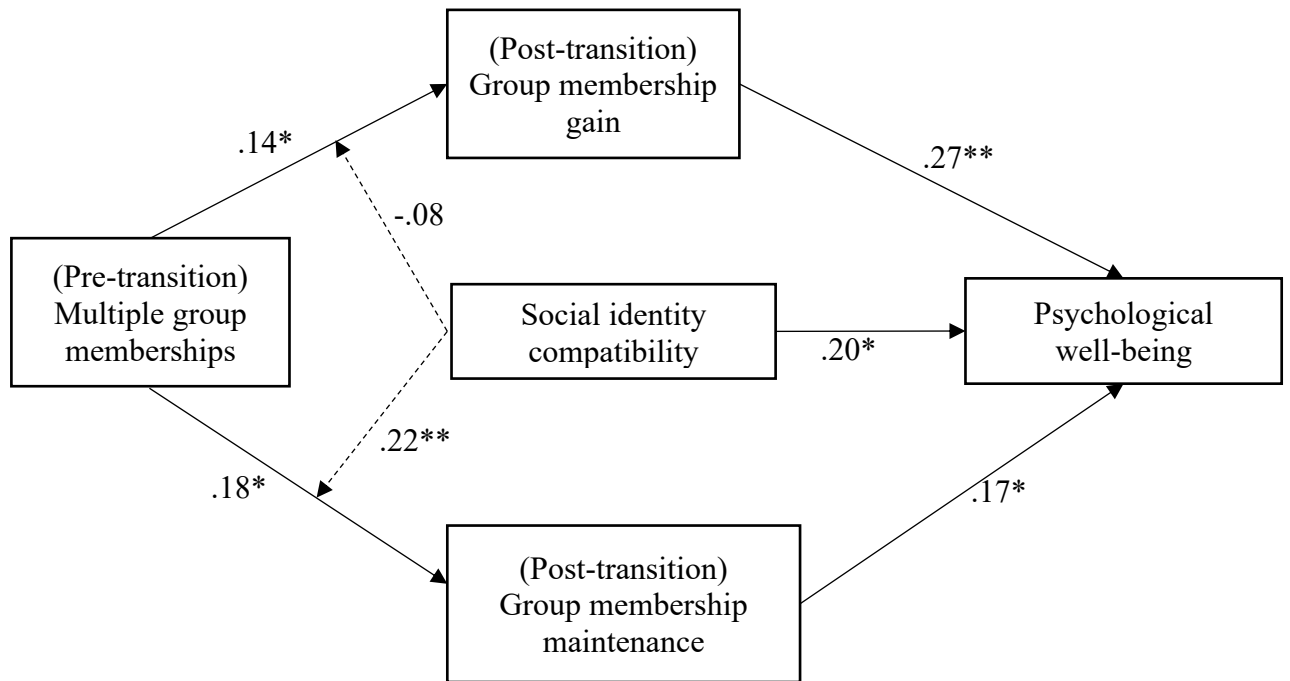 (Post-transition)
Group membership
gain
.14*
.27**
-.08
(Pre-transition)
Multiple group
memberships
Social identity
compatibility
.20*
Psychological
well-being
.22**
.18*
.17*
(Post-transition)
Group membership
maintenance